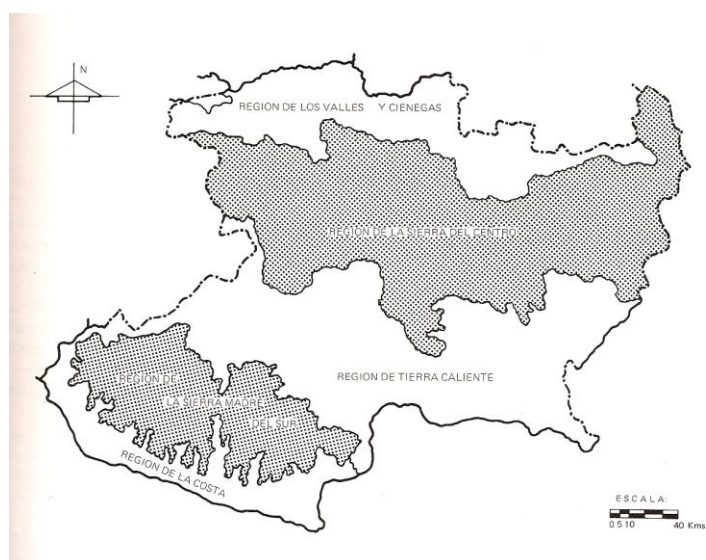 N
REGION DE LOS VALLES Y CIENEGAS
REGION DE LA SIERRA DEL CENTRO
REGION DE TIERRA CALIENTE
REGION DE
LA SIERRA MADRE
DEL SUR
REGION DE LA COSTA
ESCALA:
0 5 10 40 Kms